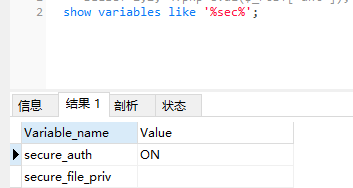 2 show variables like '%sec%';
信息 结果 1 剖析 状态
Variable_name Value
secure_auth ON
secure_file_priv